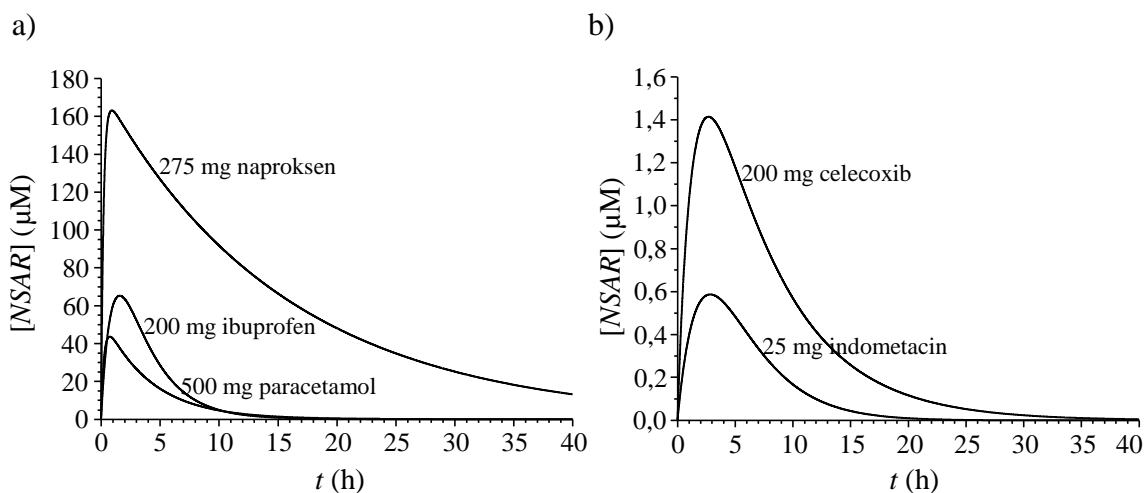 a)
180
160
140
120
100
80
60
40
20
0
[NSAR] (μM)
275 mg naproksen
200 mg ibuprofen
500 mg paracetamol
0 5 10 15 20 25 30 35 40
t (h)
b)
1,6
1,4
1,2
1,0
0,8
0,6
0,4
0,2
0,0
[NSAR] (μM)
200 mg celecoxib
25 mg indometacin
0 5 10 15 20 25 30 35 40
t (h)